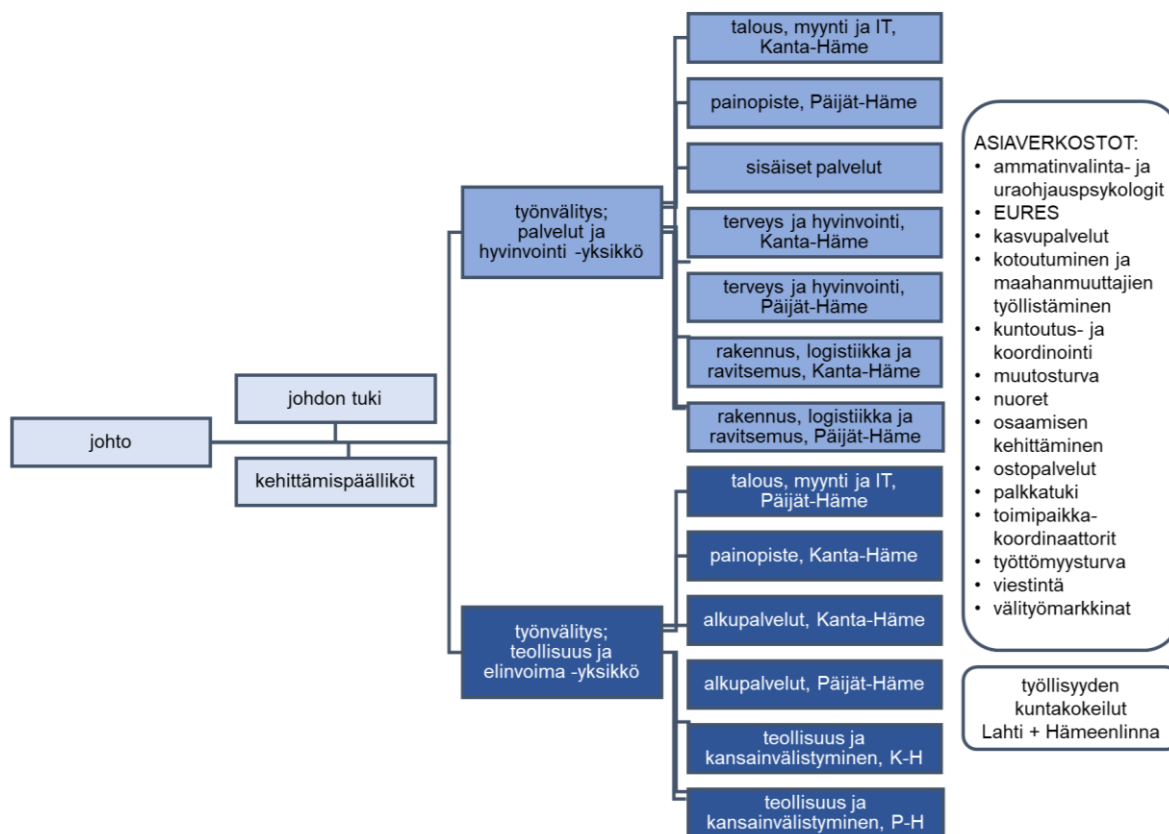 johto
johdon tuki
kehittämispäälliköt
työnvälitys;
palvelut ja
hyvinvointi -yksikkö
talous, myynti ja IT,
Kanta-Häme
painopiste, Päijät-Häme
sisäiset palvelut
terveys ja hyvinvointi,
Kanta-Häme
terveys ja hyvinvointi,
Päijät-Häme
rakennus, logistiikka ja
ravitsemus, Kanta-Häme
rakennus, logistiikka ja
ravitsemus, Päijät-Häme
työnvälitys;
teollisuus ja
elinvoima -yksikkö
talous, myynti ja IT,
Päijät-Häme
painopiste, Kanta-Häme
alkupalvelut, Kanta-Häme
alkupalvelut, Päijät-Häme
teollisuus ja
kansainvälistyminen, K-H
teollisuus ja
kansainvälistyminen, P-H
ASIAVERKOSTOT:
• ammatinvalinta- ja
uraohjauspsykologit
• EURES
• kasvupalvelut
• kotoutuminen ja
maahanmuuttajien
työllistäminen
• kuntoutus- ja
koordinointi
• muutosturva
• nuoret
• osaamisen
kehittäminen
• ostopalvelut
• palkkatuki
• toimipaikka-
koordinaattorit
• työttömyysturva
• viestintä
• välityömarkkinat
työllisyyden
kuntakokeilut
Lahti + Hämeenlinna